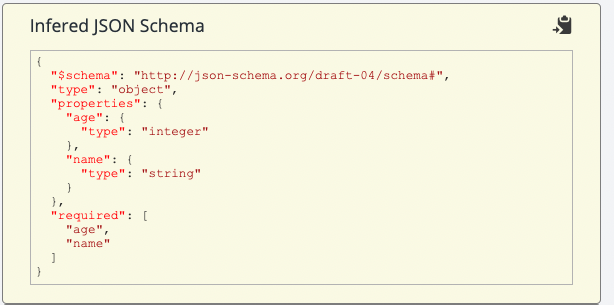 Infered JSON Schema
{
  "$schema": "http://json-schema.org/draft-04/schema#",
  "type": "object",
  "properties": {
    "age": {
      "type": "integer"
    },
    "name": {
      "type": "string"
    }
  },
  "required": [
    "age",
    "name"
  ]
}